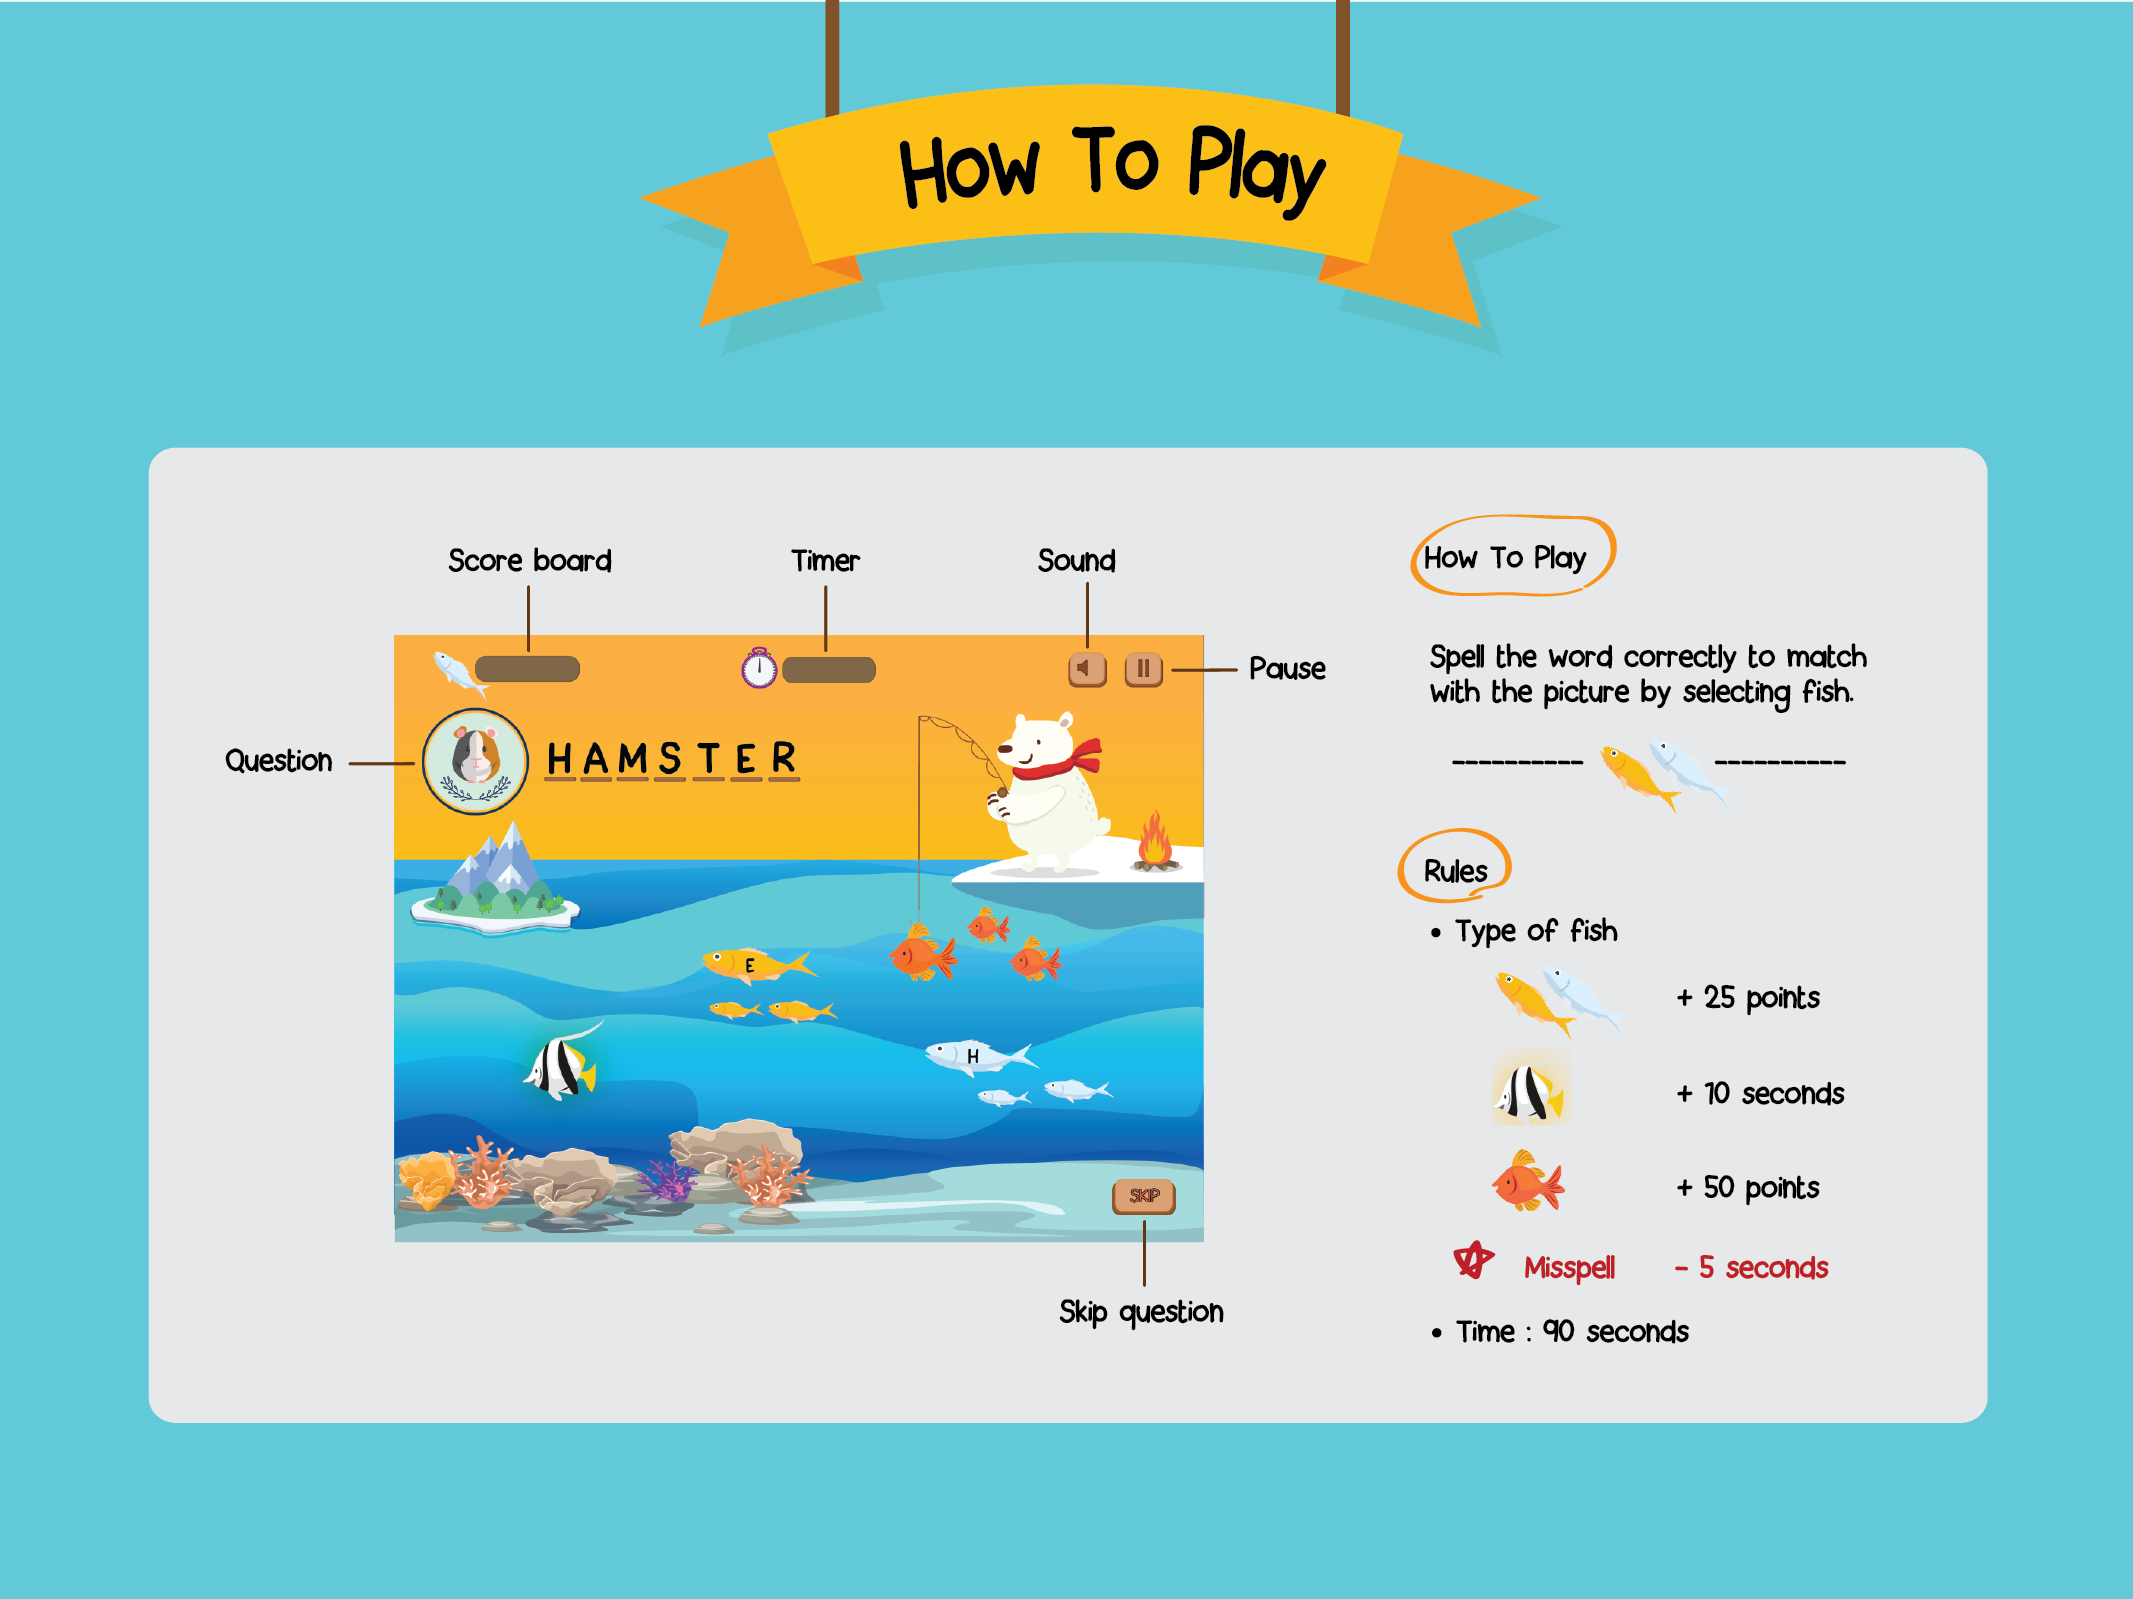 How To Play
Score board
Timer
Sound
Pause
Question
HAMSTER
E
H
SKIP
Skip question
How To Play
Spell the word correctly to match
with the picture by selecting fish.
Rules
• Type of fish
+ 25 points
+ 10 seconds
+ 50 points
Misspell - 5 seconds
• Time : 90 seconds